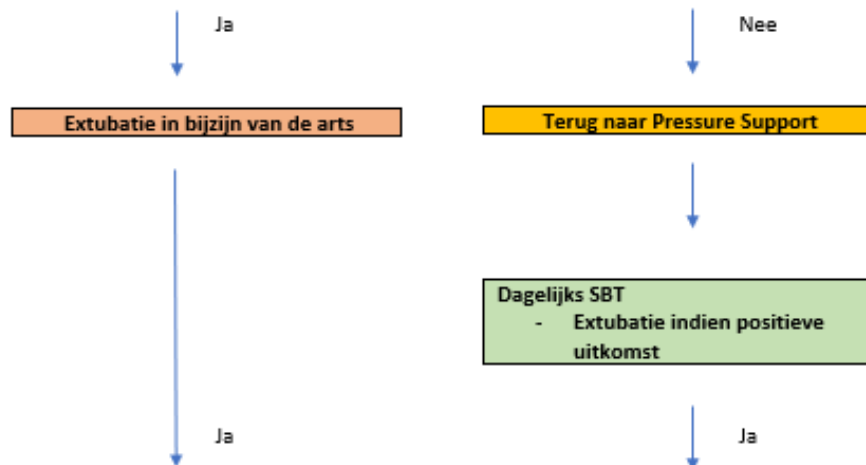 Ja
Nee
Extubatie in bijzijn van de arts
Terug naar Pressure Support
Dagelijks SBT
- Extubatie indien positieve
uitkomst
Ja
Ja